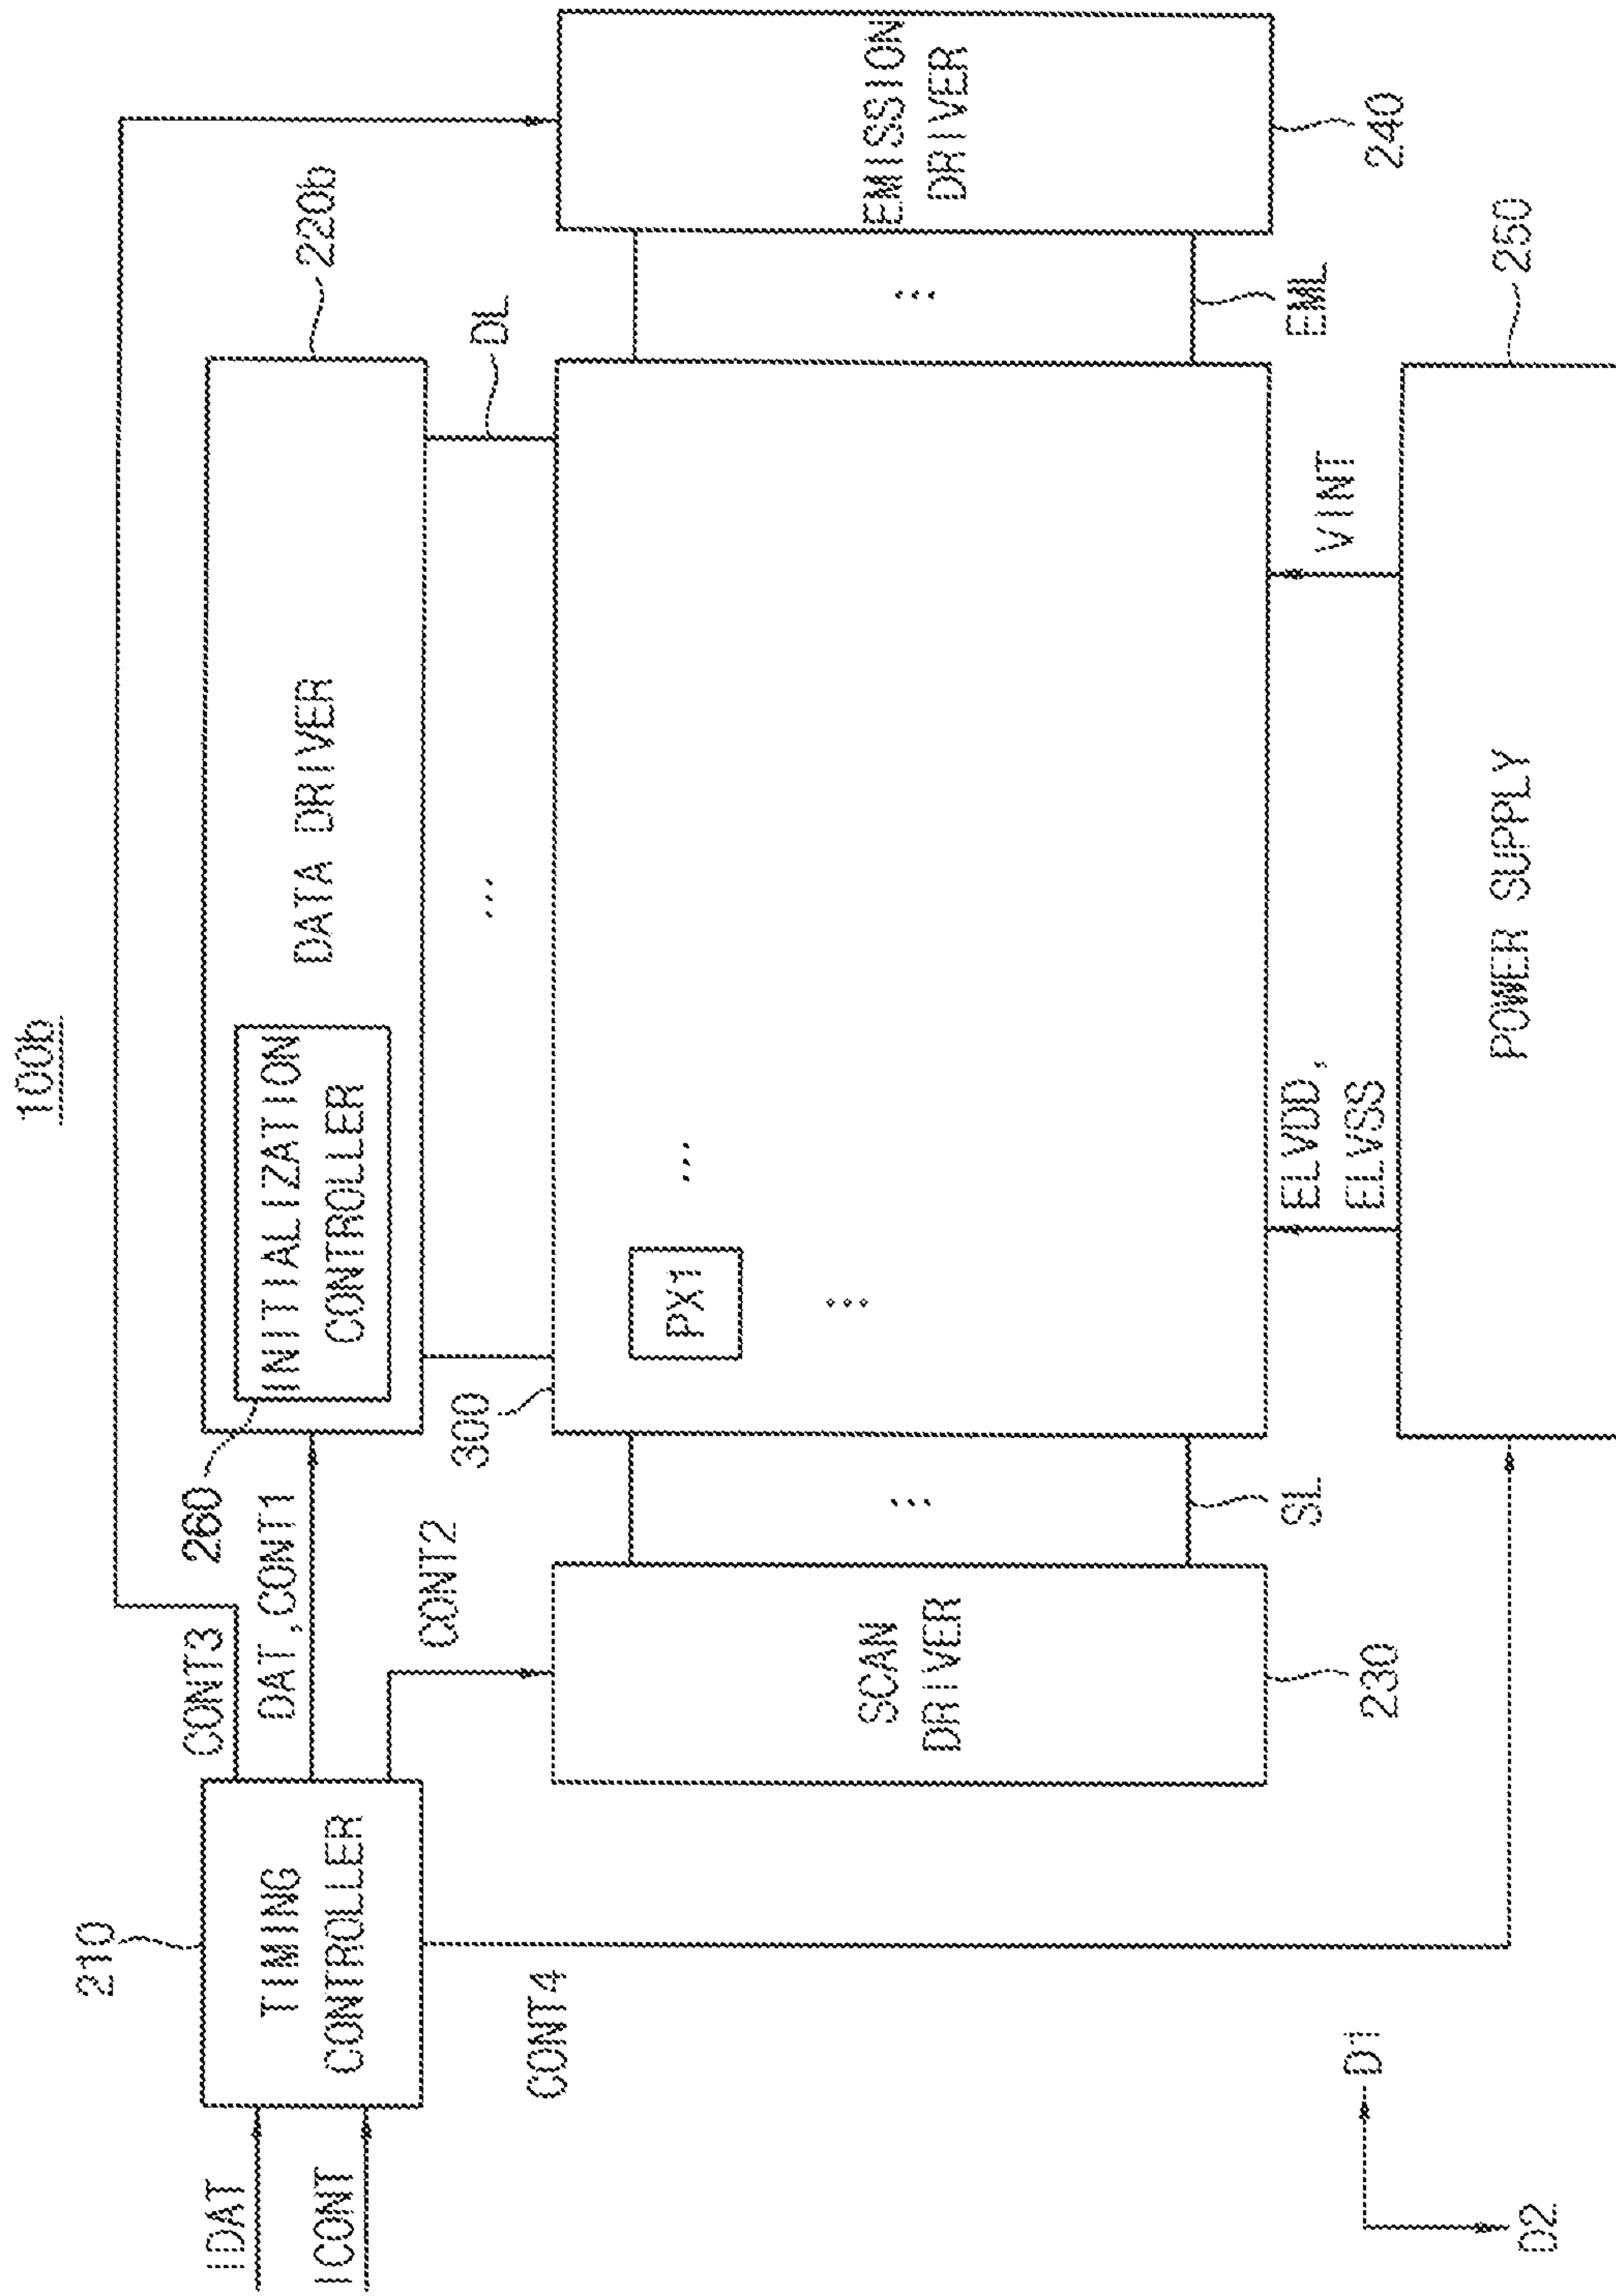 100b
IDAT
ICONT
210
TIMING
CONTROLLER
CONT3
DAT,CONT1
CONT2
CONT4
260
INITIALIZATION
CONTROLLER
DATA DRIVER
220b
DL
...
300
PX1
...
...
SCAN
DRIVER
230
...
SL
EMISSION
DRIVER
240
...
EML
ELVDD,
ELVSS
VINT
POWER SUPPLY
250
D1
D2